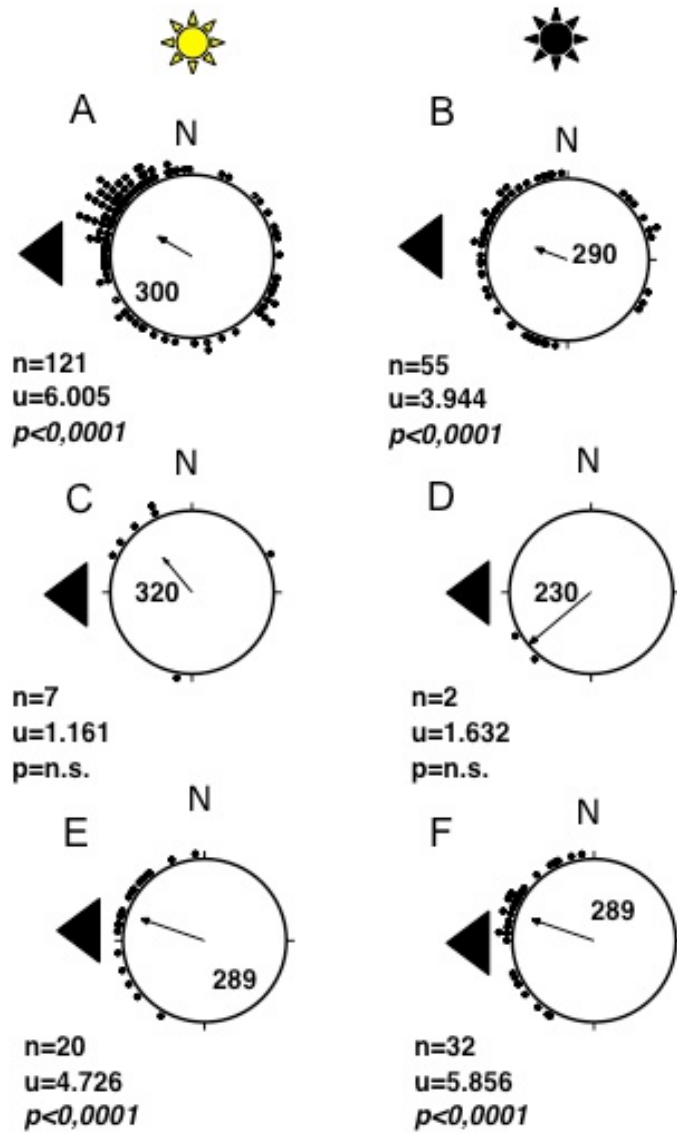 A
B
N
N
300
290
n=121
u=6.005
p<0,0001
n=55
u=3.944
p<0,0001
C
N
D
N
320
230
n=7
u=1.161
p=n.s.
n=2
u=1.632
p=n.s.
E
N
F
N
289
289
n=20
u=4.726
p<0,0001
n=32
u=5.856
p<0,0001